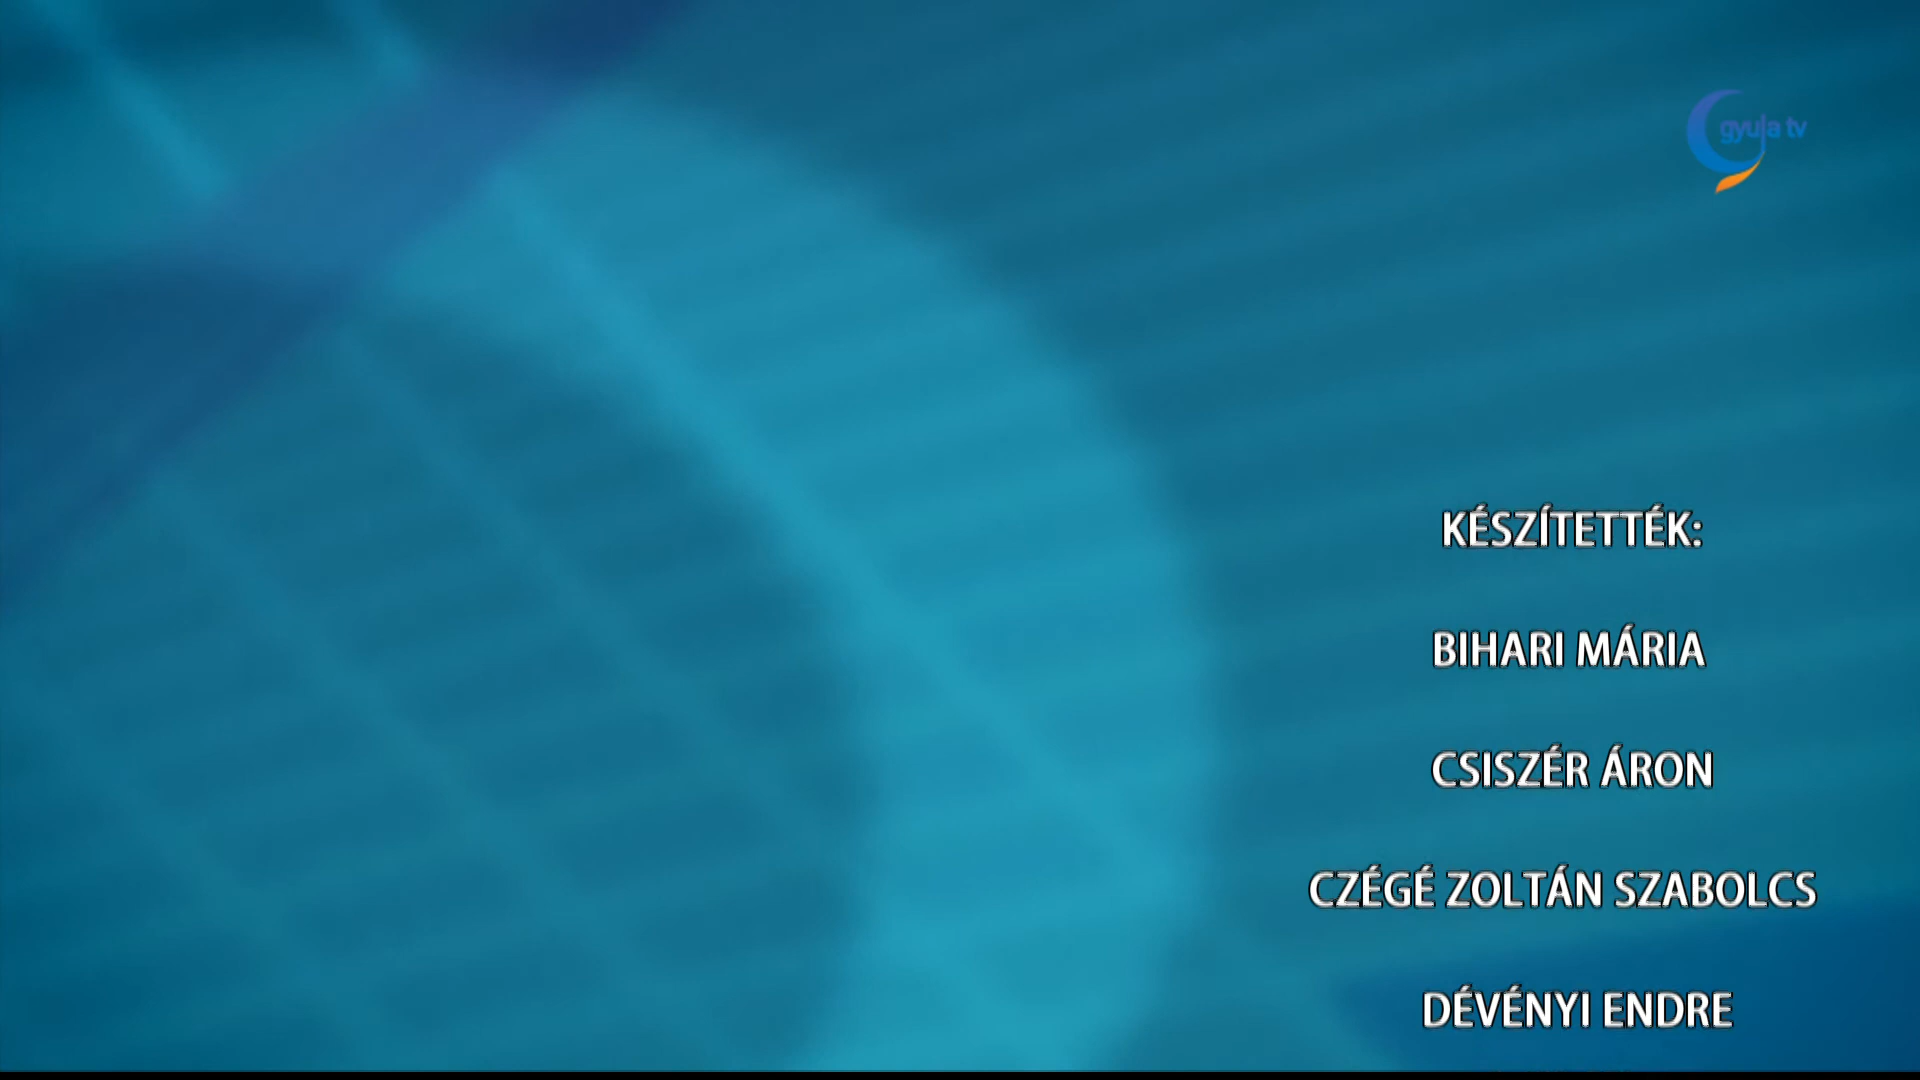 gyula tv
KÉSZÍTETTÉK:
BIHARI MÁRIA
CSISZÉR ÁRON
CZÉGÉ ZOLTÁN SZABOLCS
DÉVÉNYI ENDRE